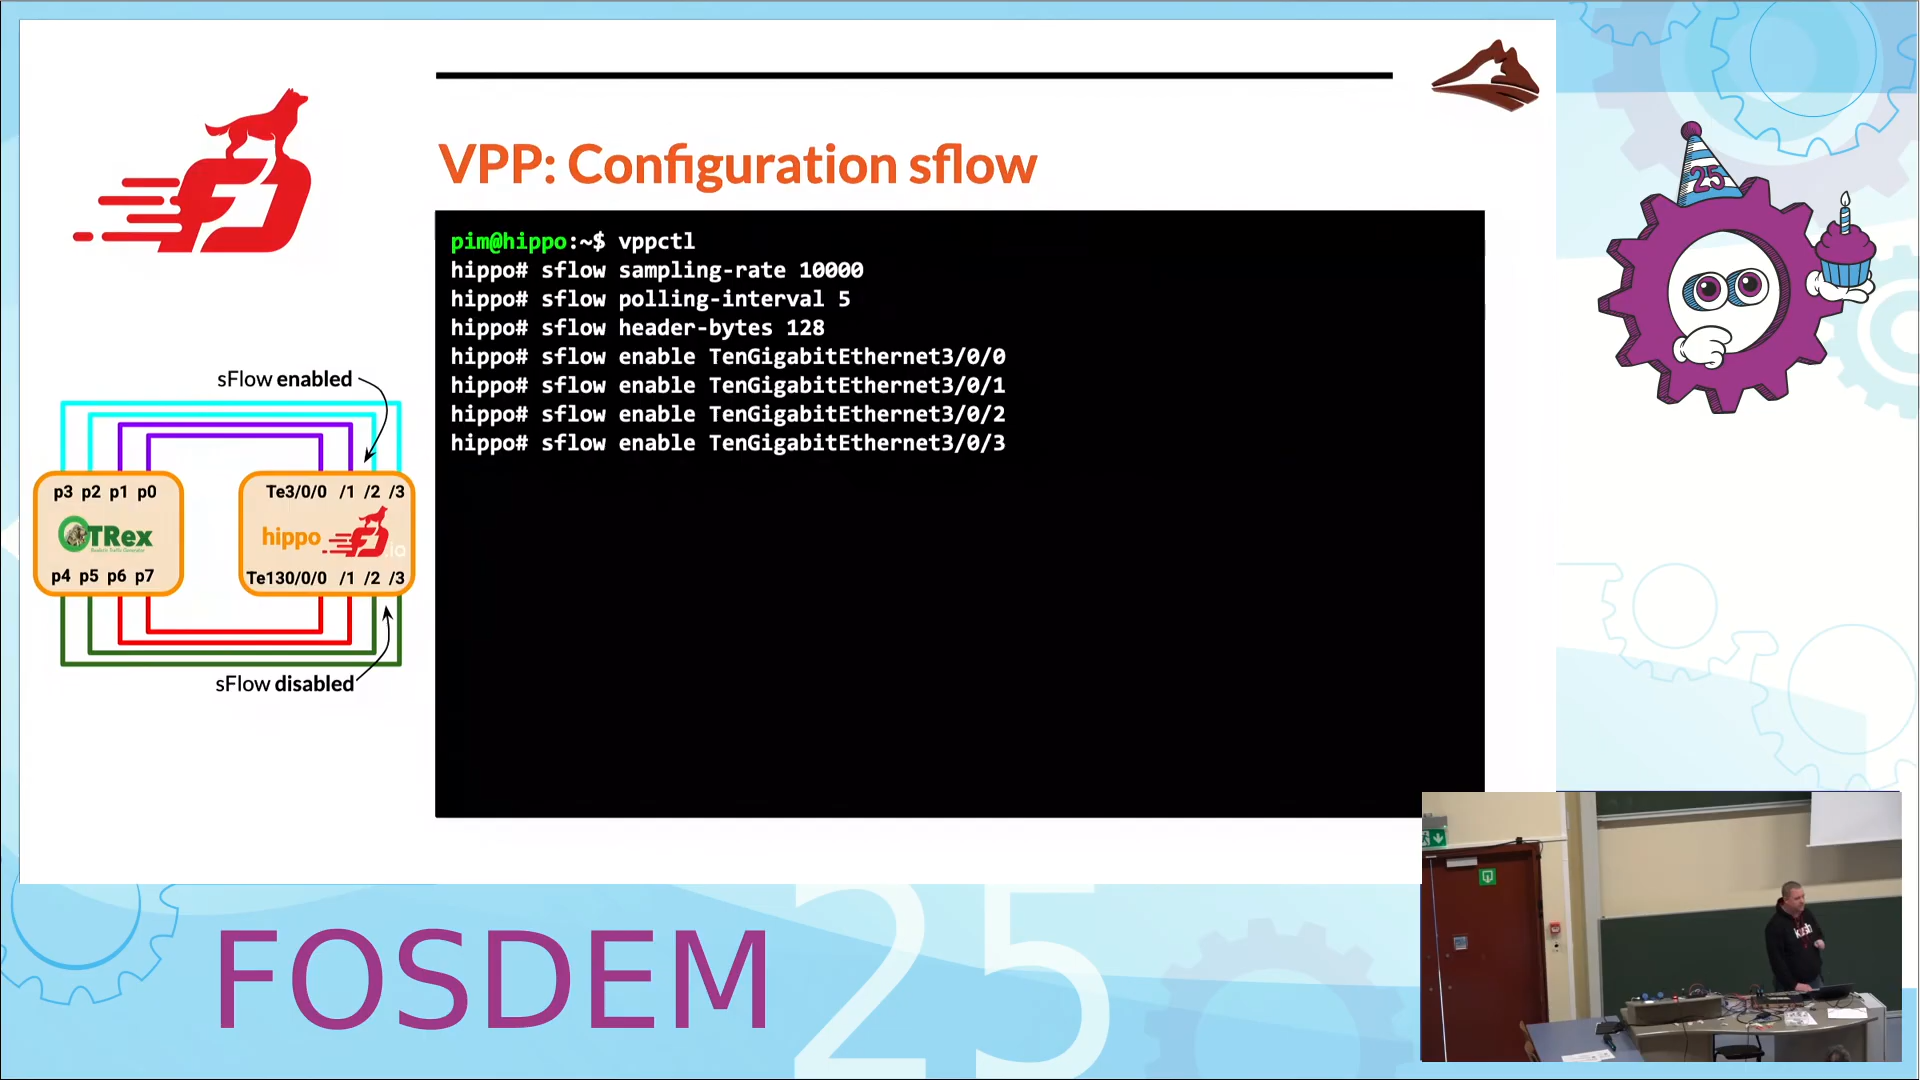 VPP: Configuration sflow
pim@hippo:~$ vppctl
hippo# sflow sampling-rate 10000
hippo# sflow polling-interval 5
hippo# sflow header-bytes 128
hippo# sflow enable TenGigabitEthernet3/0/0
hippo# sflow enable TenGigabitEthernet3/0/1
hippo# sflow enable TenGigabitEthernet3/0/2
hippo# sflow enable TenGigabitEthernet3/0/3
sFlow enabled
p3 p2 p1 p0
Te3/0/0 /1 /2 /3
TRex
hippo
.io
p4 p5 p6 p7
Te130/0/0 /1 /2 /3
sFlow disabled
25
FOSDEM 25